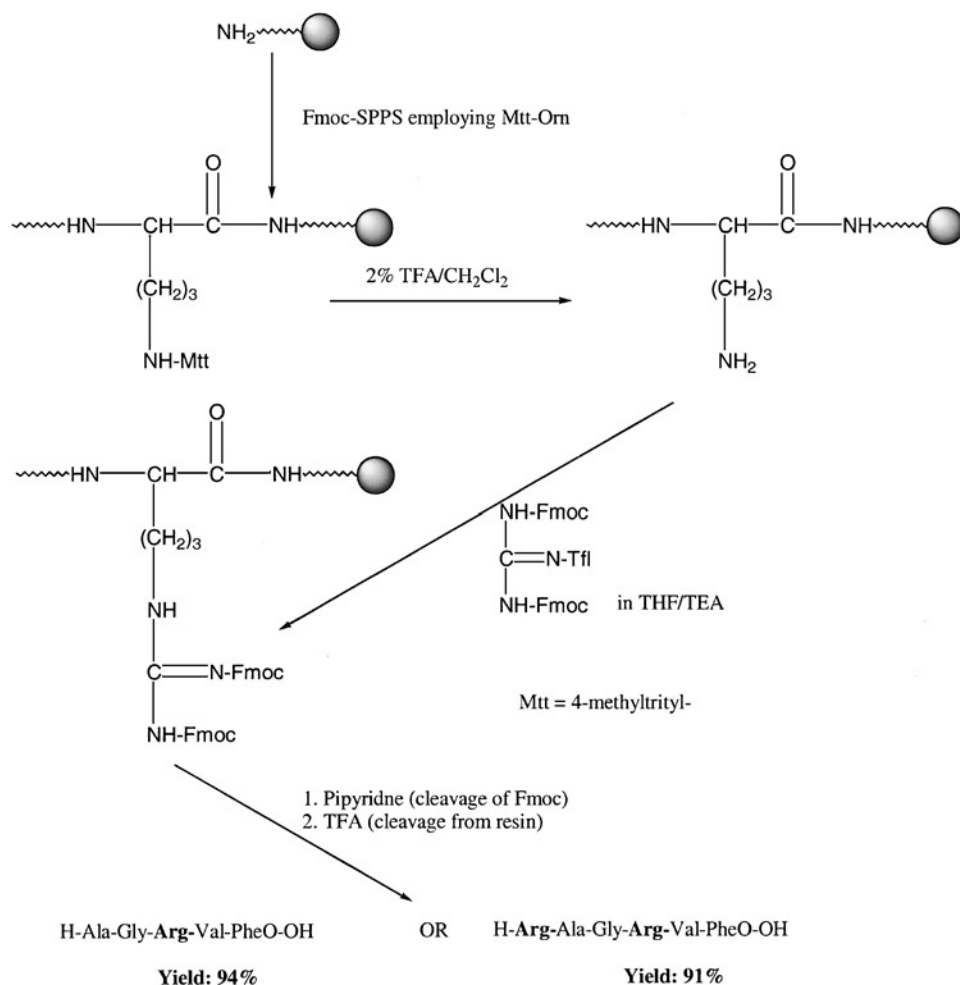 NH2
Fmoc-SPPS employing Mtt-Orn
O
HN CH C NH
(CH2)3
NH-Mtt
2% TFA/CH2Cl2
O
HN CH C NH
(CH2)3
NH2
O
HN CH C NH
(CH2)3
NH
C N-Fmoc
NH-Fmoc
NH-Fmoc
C N-Tfl
NH-Fmoc
in THF/TEA
Mtt = 4-methyltrityl-
1. Pipyridne (cleavage of Fmoc)
2. TFA (cleavage from resin)
H-Ala-Gly-Arg-Val-PheO-OH OR H-Arg-Ala-Gly-Arg-Val-PheO-OH
Yield: 94% Yield: 91%